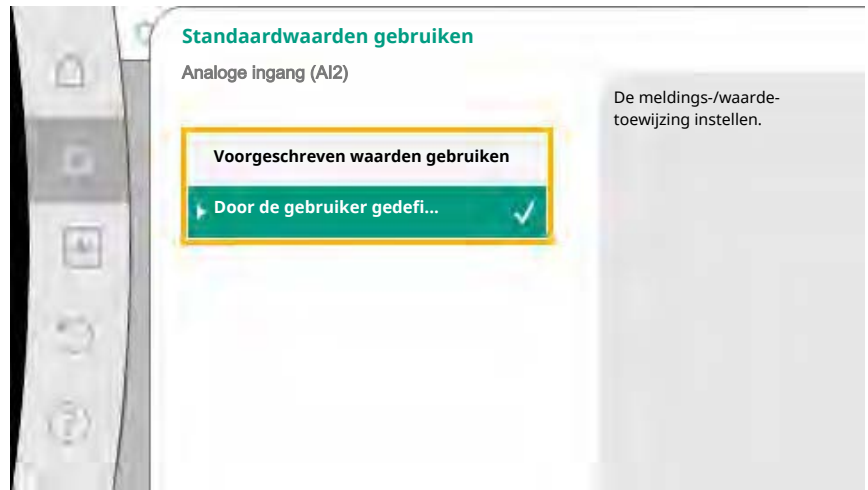 Standaardwaarden gebruiken
Analoge ingang (AI2)
De meldings-/waarde-
toewijzing instellen.
Voorgeschreven waarden gebruiken
Door de gebruiker gedefi...